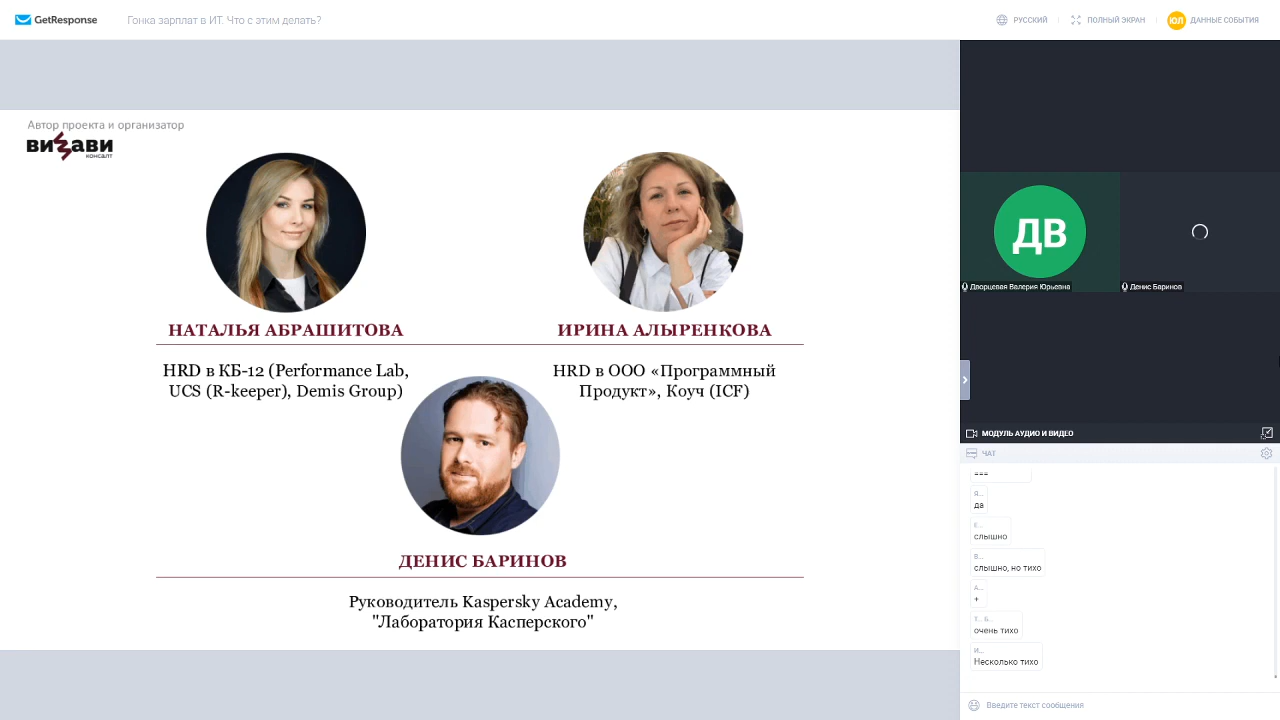 GetResponse
Гонка зарплат в ИТ. Что с этим делать?
РУССКИЙ
ПОЛНЫЙ ЭКРАН
ЮЛ
ДАННЫЕ СОБЫТИЯ
Автор проекта и организатор
ВИЗАВИ
КОНСАЛТ
НАТАЛЬЯ АБРАШИТОВА
HRD в КБ-12 (Performance Lab,
UCS (R-keeper), Demis Group)
ИРИНА АЛЫРЕНКОВА
HRD в ООО «Программный
Продукт», Коуч (ICF)
ДЕНИС БАРИНОВ
Руководитель Kaspersky Academy,
"Лаборатория Касперского"
ДВ
Дворцевая Валерия Юрьевна
Денис Баринов
МОДУЛЬ АУДИО И ВИДЕО
ЧАТ
===
Я...
да
Е...
слышно
В...
слышно, но тихо
А...
+
Т... Б...
очень тихо
И...
Несколько тихо
Введите текст сообщения